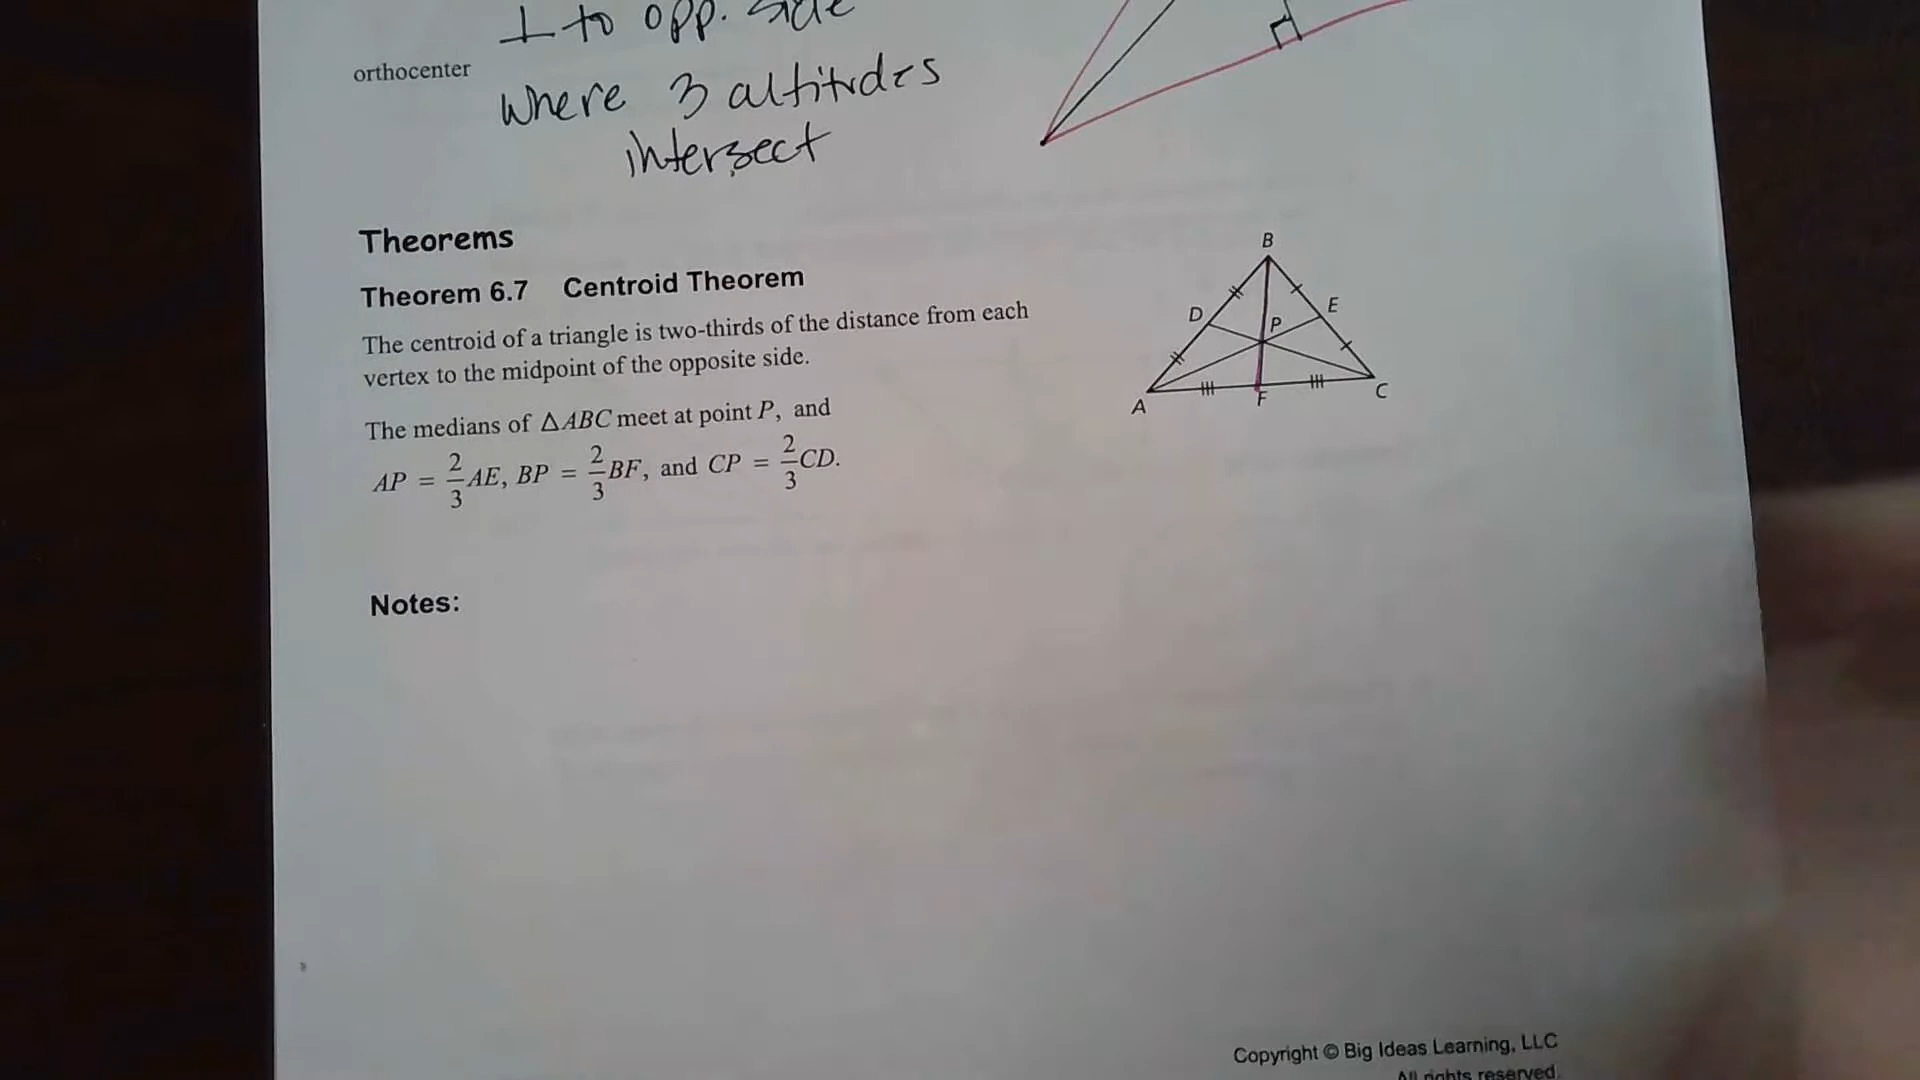 ⊥ to opp. side
orthocenter
where 3 altitudes
intersect
Theorems
Theorem 6.7 Centroid Theorem
The centroid of a triangle is two-thirds of the distance from each
vertex to the midpoint of the opposite side.
The medians of △ABC meet at point P, and
AP = 2/3 AE, BP = 2/3 BF, and CP = 2/3 CD.
B
D
E
P
A
F
C
Notes:
Copyright © Big Ideas Learning, LLC
All rights reserved.